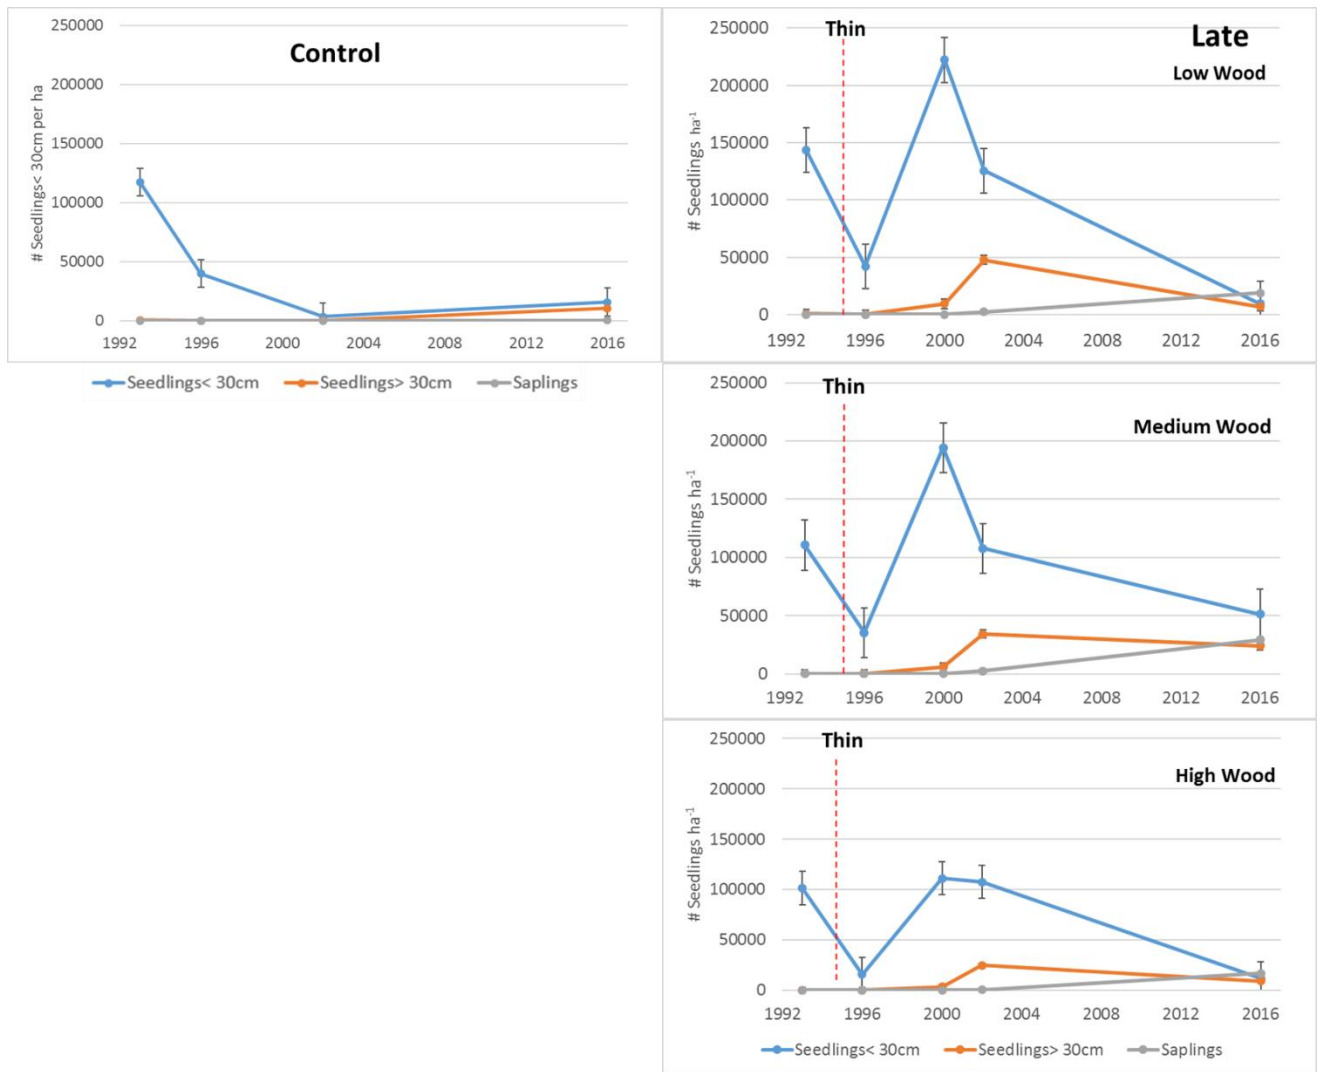 Control
# Seedlings< 30cm per ha
250000
200000
150000
100000
50000
0
1992 1996 2000 2004 2008 2012 2016
Seedlings< 30cm Seedlings> 30cm Saplings
Thin
Late
Low Wood
# Seedlings ha-1
250000
200000
150000
100000
50000
0
1992 1996 2000 2004 2008 2012 2016
Thin
Medium Wood
# Seedlings ha-1
250000
200000
150000
100000
50000
0
1992 1996 2000 2004 2008 2012 2016
Thin
High Wood
# Seedlings ha-1
250000
200000
150000
100000
50000
0
1992 1996 2000 2004 2008 2012 2016
Seedlings< 30cm Seedlings> 30cm Saplings